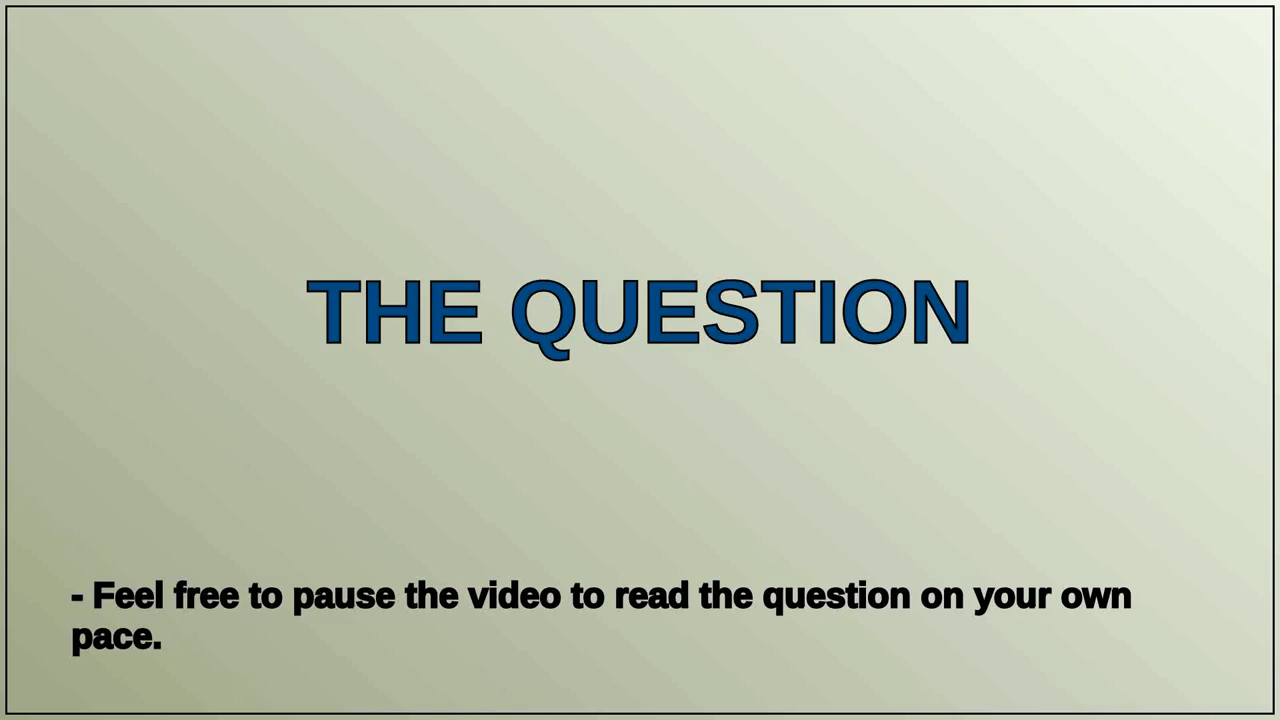 THE QUESTION
- Feel free to pause the video to read the question on your own
pace.